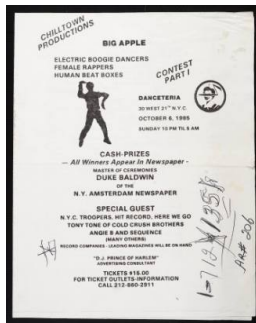 CHILLTOWN
PRODUCTIONS
BIG APPLE
ELECTRIC BOOGIE DANCERS
FEMALE RAPPERS
HUMAN BEAT BOXES
CONTEST
PART I
DANCETERIA
30 WEST 21st N.Y.C.
OCTOBER 6, 1985
SUNDAY 10 PM TIL 5 AM
CASH-PRIZES
— All Winners Appear In Newspaper -
MASTER OF CEREMONIES
DUKE BALDWIN
OF THE
N.Y. AMSTERDAM NEWSPAPER
SPECIAL GUEST
N.Y.C. TROOPERS, HIT RECORD, HERE WE GO
TONY TONE OF COLD CRUSH BROTHERS
ANGIE B AND SEQUENCE
(MANY OTHERS)
RECORD COMPANIES - LEADING MAGAZINES WILL BE ON HAND
"D.J. PRINCE OF HARLEM"
ADVERTISING CONSULTANT
TICKETS $15.00
FOR TICKET OUTLETS-INFORMATION
CALL 212-860-2911